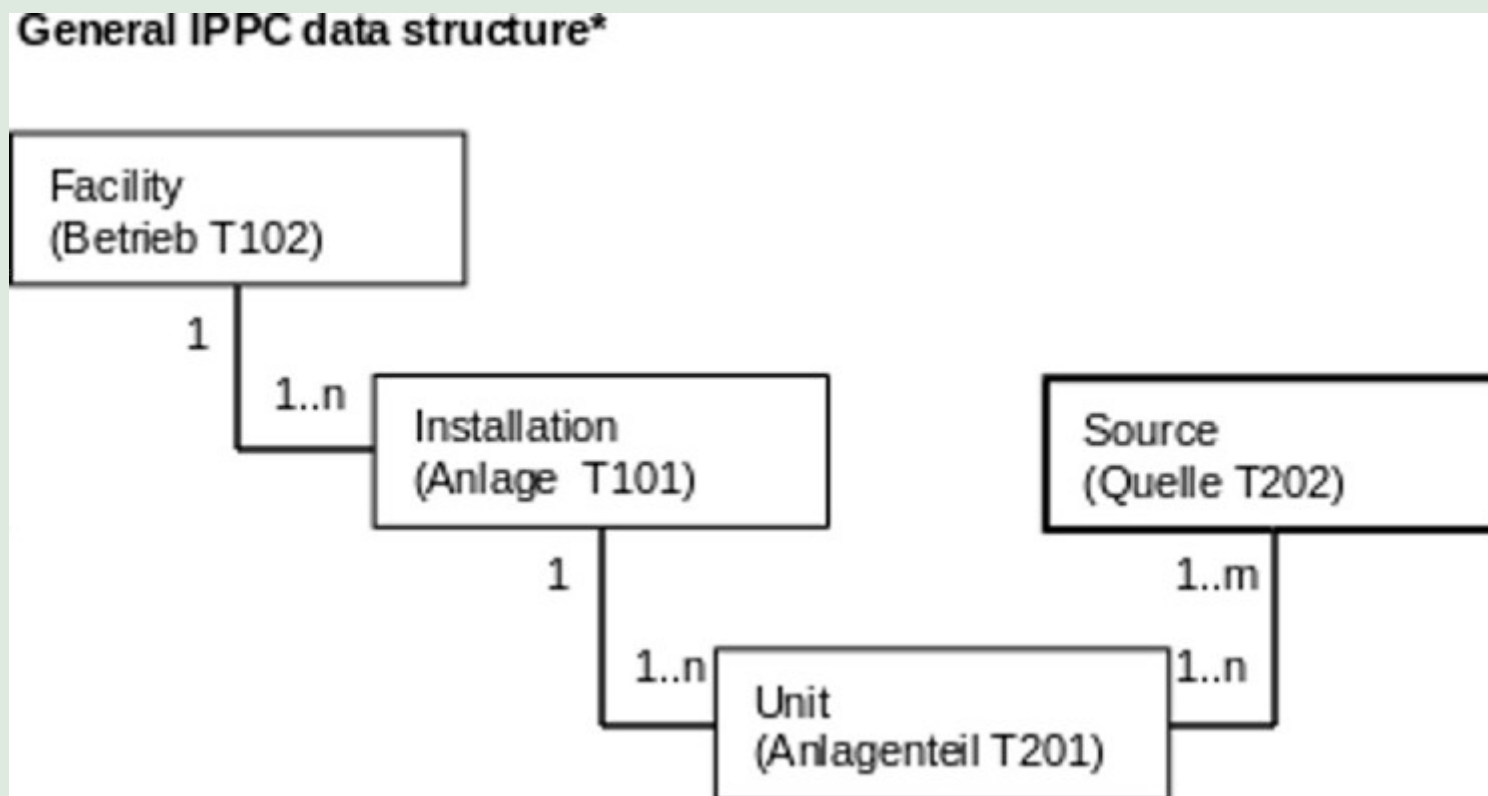 General IPPC data structure*
Facility
(Betrieb T102)
1
1..n
Installation
(Anlage T101)
Source
(Quelle T202)
1
1..m
1..n
1..n
Unit
(Anlagenteil T201)